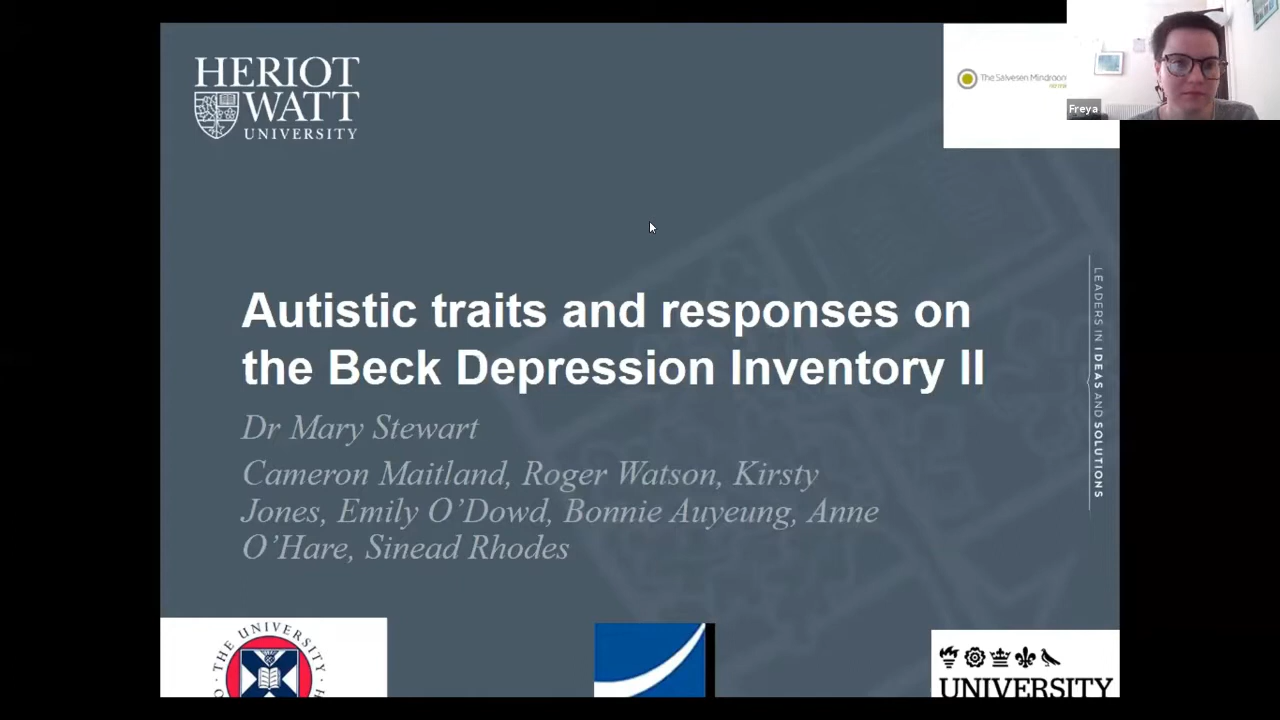 HERIOT
WATT
UNIVERSITY
The Salvesen Mindroom
Freya
Autistic traits and responses on
the Beck Depression Inventory II
Dr Mary Stewart
Cameron Maitland, Roger Watson, Kirsty
Jones, Emily O’Dowd, Bonnie Auyeung, Anne
O’Hare, Sinead Rhodes
LEADERS IN IDEAS AND SOLUTIONS
THE UNIVERSITY
UNIVERSITY